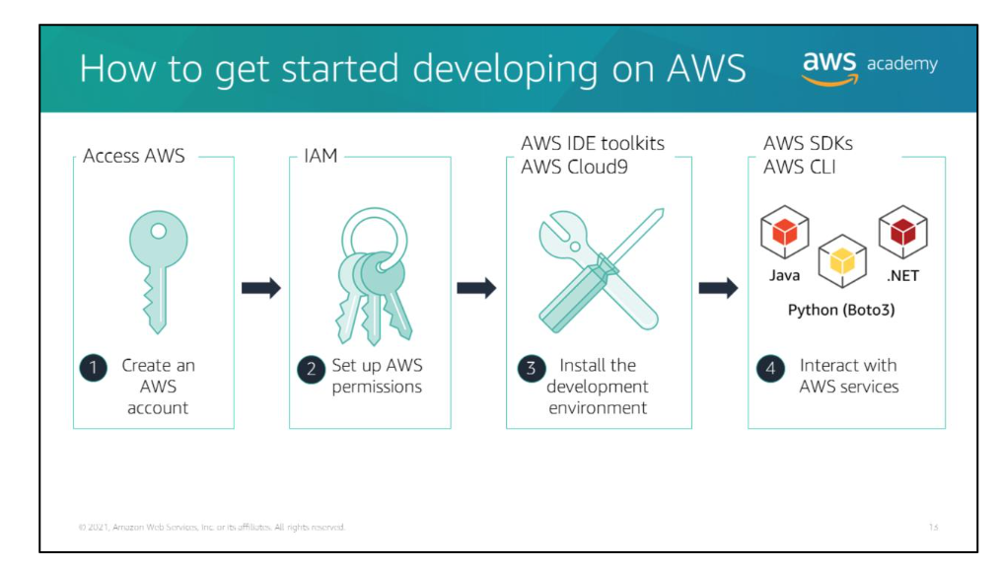 How to get started developing on AWS
aws academy
Access AWS
1
Create an
AWS
account
IAM
2
Set up AWS
permissions
AWS IDE toolkits
AWS Cloud9
3
Install the
development
environment
AWS SDKs
AWS CLI
Java
.NET
Python (Boto3)
4
Interact with
AWS services
© 2021, Amazon Web Services, Inc. or its affiliates. All rights reserved.
13